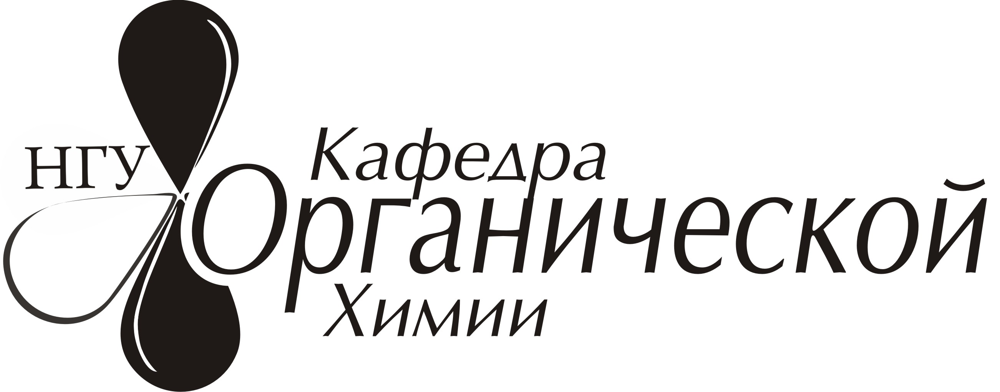 НГУ
Кафедра
Органической
Химии